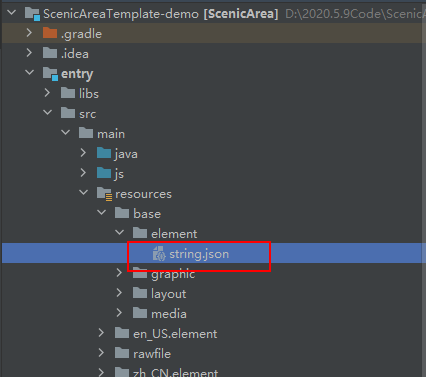 ScenicAreaTemplate-demo [ScenicArea] D:\2020.5.9Code\ScenicA
.gradle
.idea
entry
libs
src
main
java
js
resources
base
element
string.json
graphic
layout
media
en_US.element
rawfile
zh_CN.element